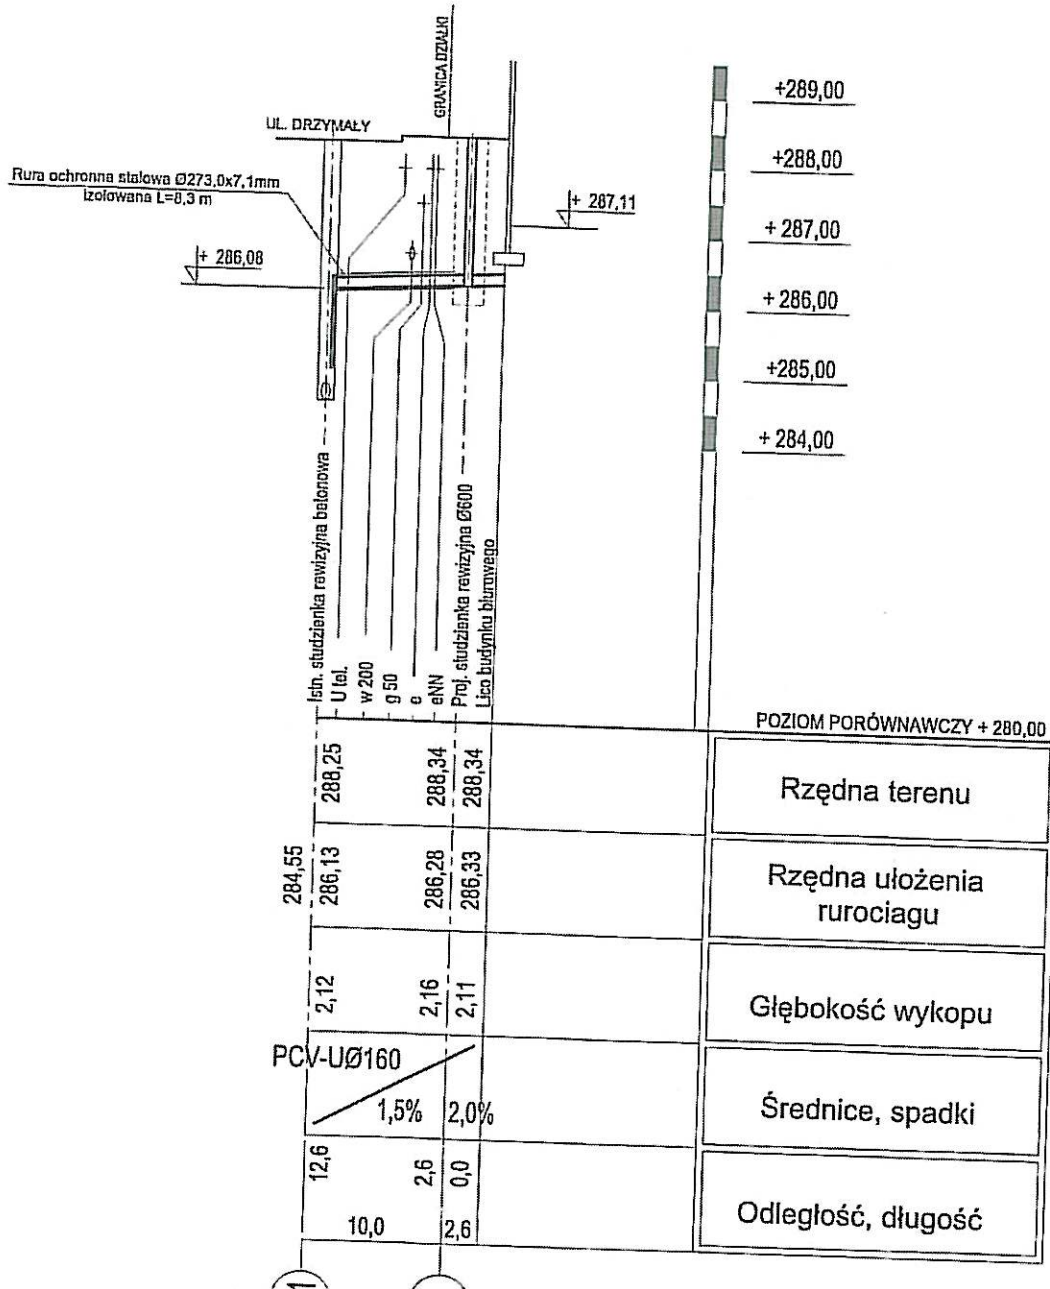 GRANICA DZIAŁKI
UL. DRZYMAŁY
Rura ochronna stalowa Ø273,0x7,1mm
izolowana L=8,3 m
+ 286,08
+ 287,11
+289,00
+288,00
+ 287,00
+ 286,00
+285,00
+ 284,00
Istn. studzienka rewizyjna betonowa
U tel.
w 200
g 50
e
eNN
Proj. studzienka rewizyjna Ø600
Lico budynku biurowego
POZIOM PORÓWNAWCZY + 280,00
288,25
288,34
288,34
Rzędna terenu
284,55
286,13
286,28
286,33
Rzędna ułożenia
rurociagu
2,12
2,16
2,11
Głębokość wykopu
PCV-UØ160
1,5%
2,0%
Średnice, spadki
12,6
2,6
0,0
10,0
2,6
Odległość, długość
1